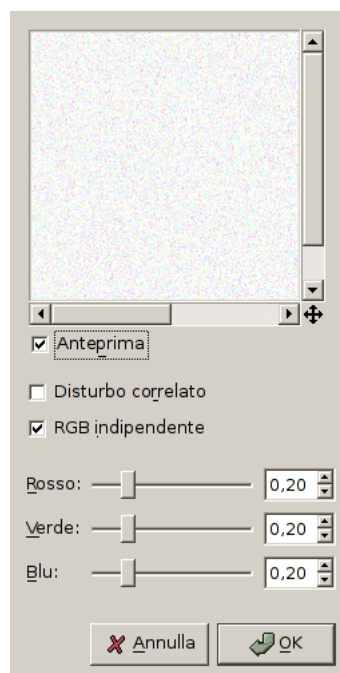 Anteprima
Disturbo correlato
RGB indipendente
Rosso: 0,20
Verde: 0,20
Blu: 0,20
Annulla OK